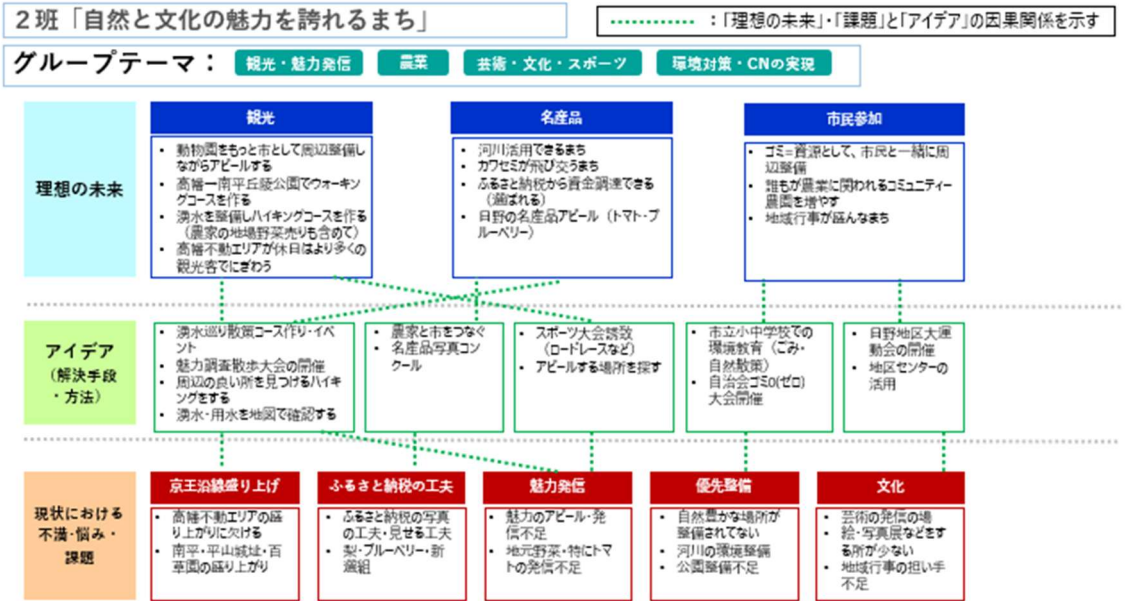 ２班「自然と文化の魅力を誇れるまち」
：「理想の未来」・「課題」と「アイデア」の因果関係を示す
グループテーマ：
観光・魅力発信
農業
芸術・文化・スポーツ
環境対策・CNの実現
理想の未来
観光
・ 動物園をもっと市として周辺整備し
ながらアピールする
・ 高幡ー南平丘陵公園でウォーキン
グコースを作る
・ 湧水を整備しハイキングコースを作る
（農家の地場野菜売りも含めて）
・ 高幡不動エリアが休日はより多くの
観光客でにぎわう
名産品
・ 河川活用できるまち
・ カワセミが飛び交うまち
・ ふるさと納税から資金調達できる
（選ばれる）
・ 日野の名産品アピール（トマト・ブ
ルーベリー）
市民参加
・ ゴミ=資源として、市民と一緒に周
辺整備
・ 誰もが農業に関われるコミュニティー
農園を増やす
・ 地域行事が盛んなまち
アイデア
（解決手段
・方法）
・ 湧水巡り散策コース作り・イベ
ント
・ 魅力調査散歩大会の開催
・ 周辺の良い所を見つけるハイキ
ングをする
・ 湧水・用水を地図で確認する
・ 農家と市をつなぐ
・ 名産品写真コン
クール
・ スポーツ大会誘致
（ロードレースなど）
・ アピールする場所を探す
・ 市立小中学校での
環境教育（ごみ・
自然散策）
・ 自治会ゴミ0(ゼロ)
大会開催
・ 日野地区大運
動会の開催
・ 地区センターの
活用
現状における
不満・悩み・
課題
京王沿線盛り上げ
・ 高幡不動エリアの盛
り上がりに欠ける
・ 南平・平山城址・百
草園の盛り上がり
ふるさと納税の工夫
・ ふるさと納税の写真
の工夫・見せる工夫
・ 梨・ブルーベリー・新
選組
魅力発信
・ 魅力のアピール・発
信不足
・ 地元野菜・特にトマ
トの発信不足
優先整備
・ 自然豊かな場所が
整備されてない
・ 河川の環境整備
・ 公園整備不足
文化
・ 芸術の発信の場
・ 絵・写真展などをす
る所が少ない
・ 地域行事の担い手
不足